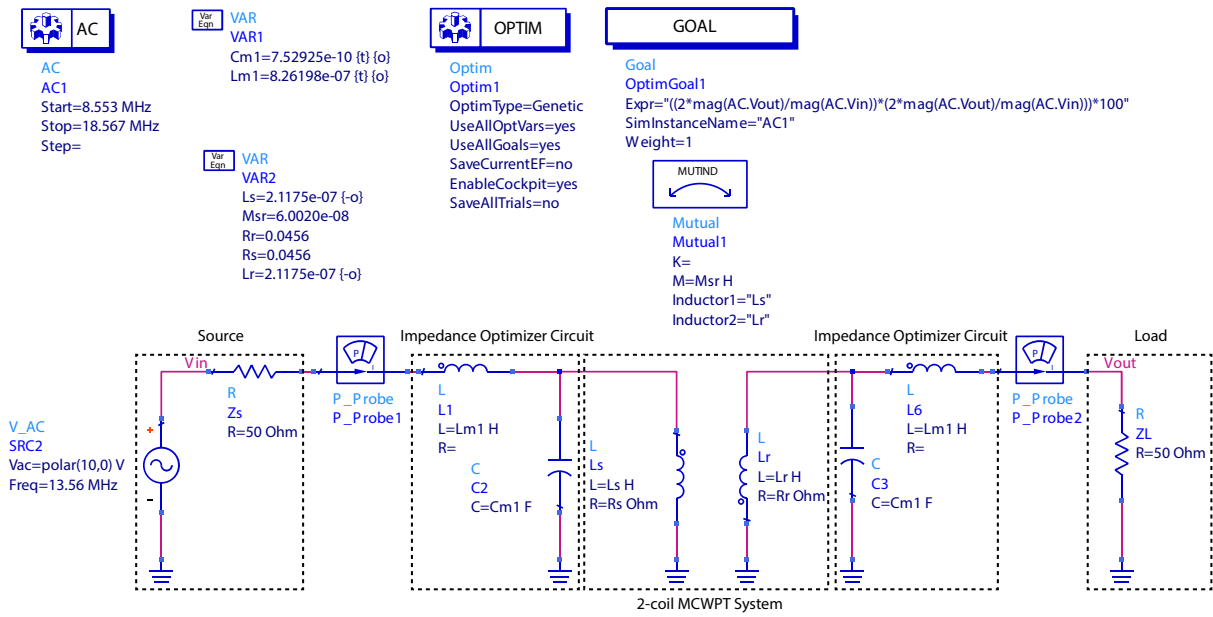 AC
AC
AC1
Start=8.553 MHz
Stop=18.567 MHz
Step=
Var
Eqn
VAR
VAR1
Cm1=7.52925e-10 {t} {o}
Lm1=8.26198e-07 {t} {o}
Var
Eqn
VAR
VAR2
Ls=2.1175e-07 {-o}
Msr=6.0020e-08
Rr=0.0456
Rs=0.0456
Lr=2.1175e-07 {-o}
OPTIM
Optim
Optim1
OptimType=Genetic
UseAllOptVars=yes
UseAllGoals=yes
SaveCurrentEF=no
EnableCockpit=yes
SaveAllTrials=no
GOAL
Goal
OptimGoal1
Expr="((2*mag(AC.Vout)/mag(AC.Vin))*(2*mag(AC.Vout)/mag(AC.Vin)))*100"
SimInstanceName="AC1"
Weight=1
MUTIND
Mutual
Mutual1
K=
M=Msr H
Inductor1="Ls"
Inductor2="Lr"
Source
Impedance Optimizer Circuit
Impedance Optimizer Circuit
Load
Vin
R
Zs
R=50 Ohm
P
I
P_Probe
P_Probe1
V_AC
SRC2
Vac=polar(10,0) V
Freq=13.56 MHz
+
-
L
L1
L=Lm1 H
R=
C
C2
C=Cm1 F
L
Ls
L=Ls H
R=Rs Ohm
L
Lr
L=Lr H
R=Rr Ohm
C
C3
C=Cm1 F
L
L6
L=Lm1 H
R=
P
I
P_Probe
P_Probe2
Vout
R
ZL
R=50 Ohm
2-coil MCWPT System